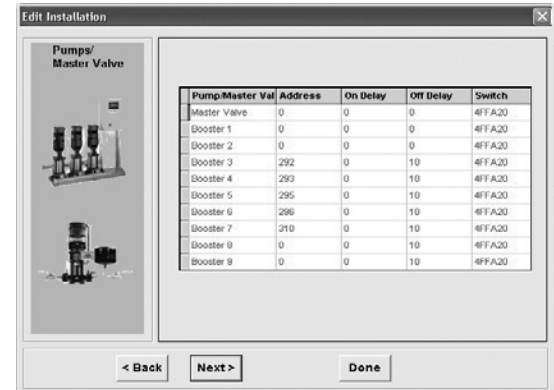 Edit Installation
Pumps/
Master Valve
Pump/Master Val Address On Delay Off Delay Switch
Master Valve 0 0 0 4FFA20
Booster 1 0 0 0 4FFA20
Booster 2 0 0 0 4FFA20
Booster 3 292 0 10 4FFA20
Booster 4 293 0 10 4FFA20
Booster 5 295 0 10 4FFA20
Booster 6 296 0 10 4FFA20
Booster 7 310 0 10 4FFA20
Booster 8 0 0 10 4FFA20
Booster 9 0 0 10 4FFA20
< Back Next > Done